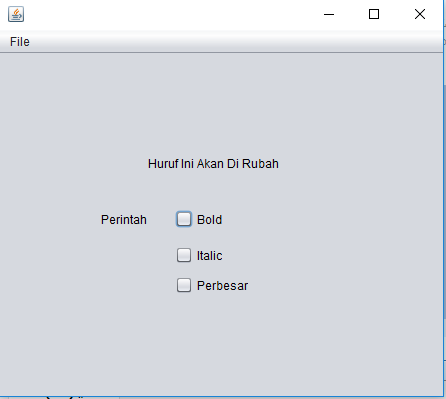 File
Huruf Ini Akan Di Rubah
Perintah Bold
Italic
Perbesar